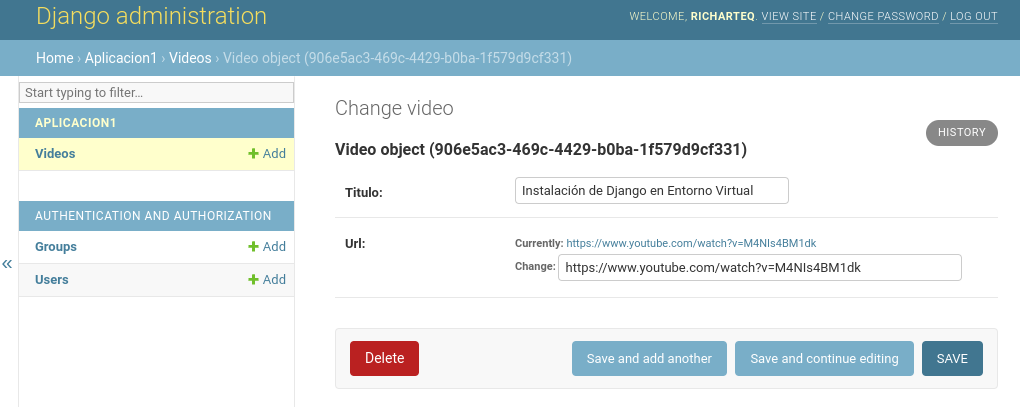 Django administration
WELCOME, RICHARTEQ. VIEW SITE / CHANGE PASSWORD / LOG OUT
Home › Aplicacion1 › Videos › Video object (906e5ac3-469c-4429-b0ba-1f579d9cf331)
Start typing to filter...
APLICACION1
Videos + Add
AUTHENTICATION AND AUTHORIZATION
Groups + Add
Users + Add
«
Change video
HISTORY
Video object (906e5ac3-469c-4429-b0ba-1f579d9cf331)
Titulo: Instalación de Django en Entorno Virtual
Url: Currently: https://www.youtube.com/watch?v=M4NIs4BM1dk
Change: https://www.youtube.com/watch?v=M4NIs4BM1dk
Delete Save and add another Save and continue editing SAVE